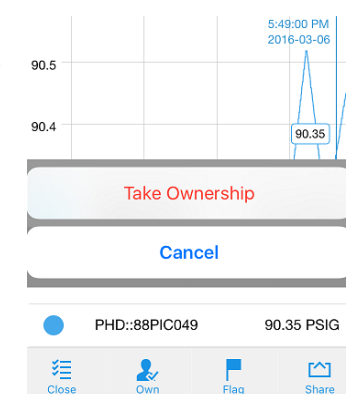 5:49:00 PM
2016-03-06
90.5
90.4
90.35
Take Ownership
Cancel
PHD::88PIC049 90.35 PSIG
Close Own Flag Share